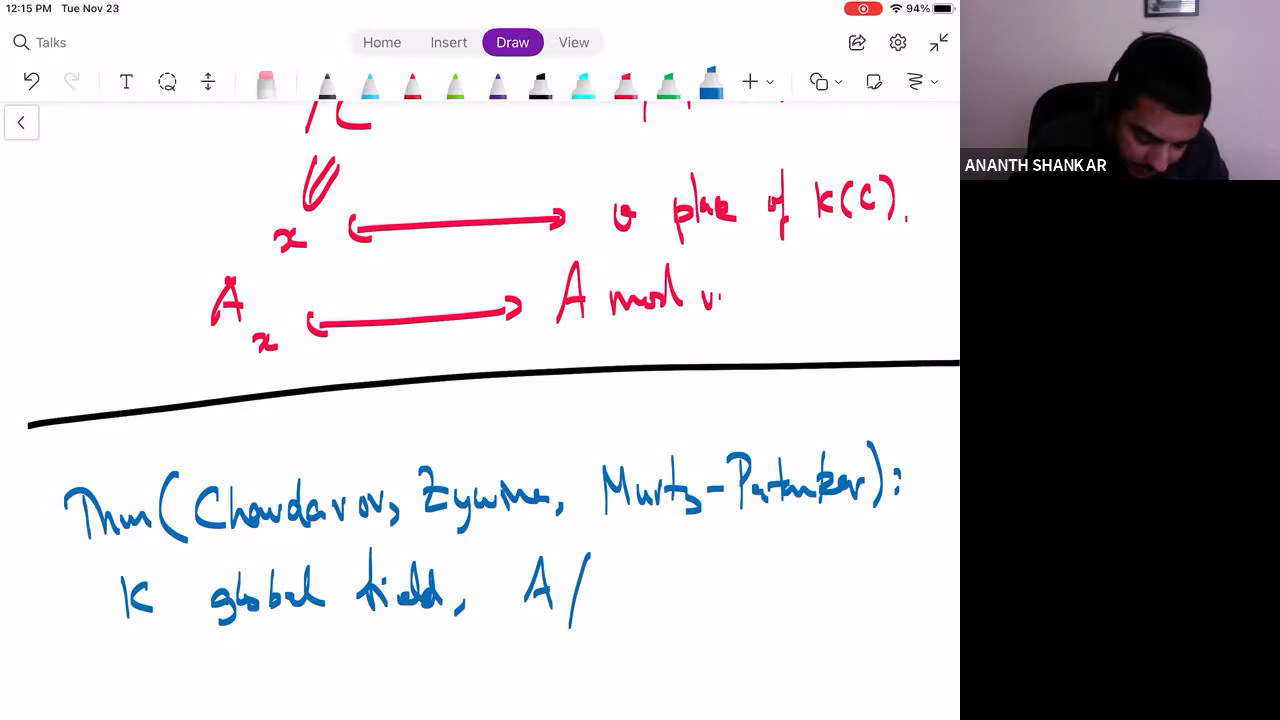 12:15 PM Tue Nov 23
94%
Talks
Home Insert Draw View
ANANTH SHANKAR
x ⟷ v place of K(C).
A_x ⟷ A mod v.
Thm (Chavdarov, Zywina, Murty-Patankar):
K global field, A/